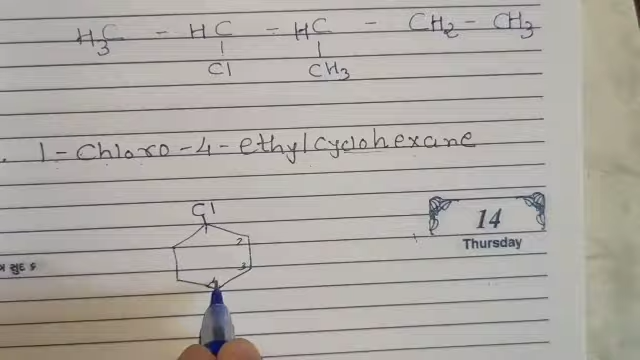 H3C - HC - HC - CH2 - CH3
Cl CH3
1-Chloro-4-ethylcyclohexane
Cl
2
3
4
14
Thursday